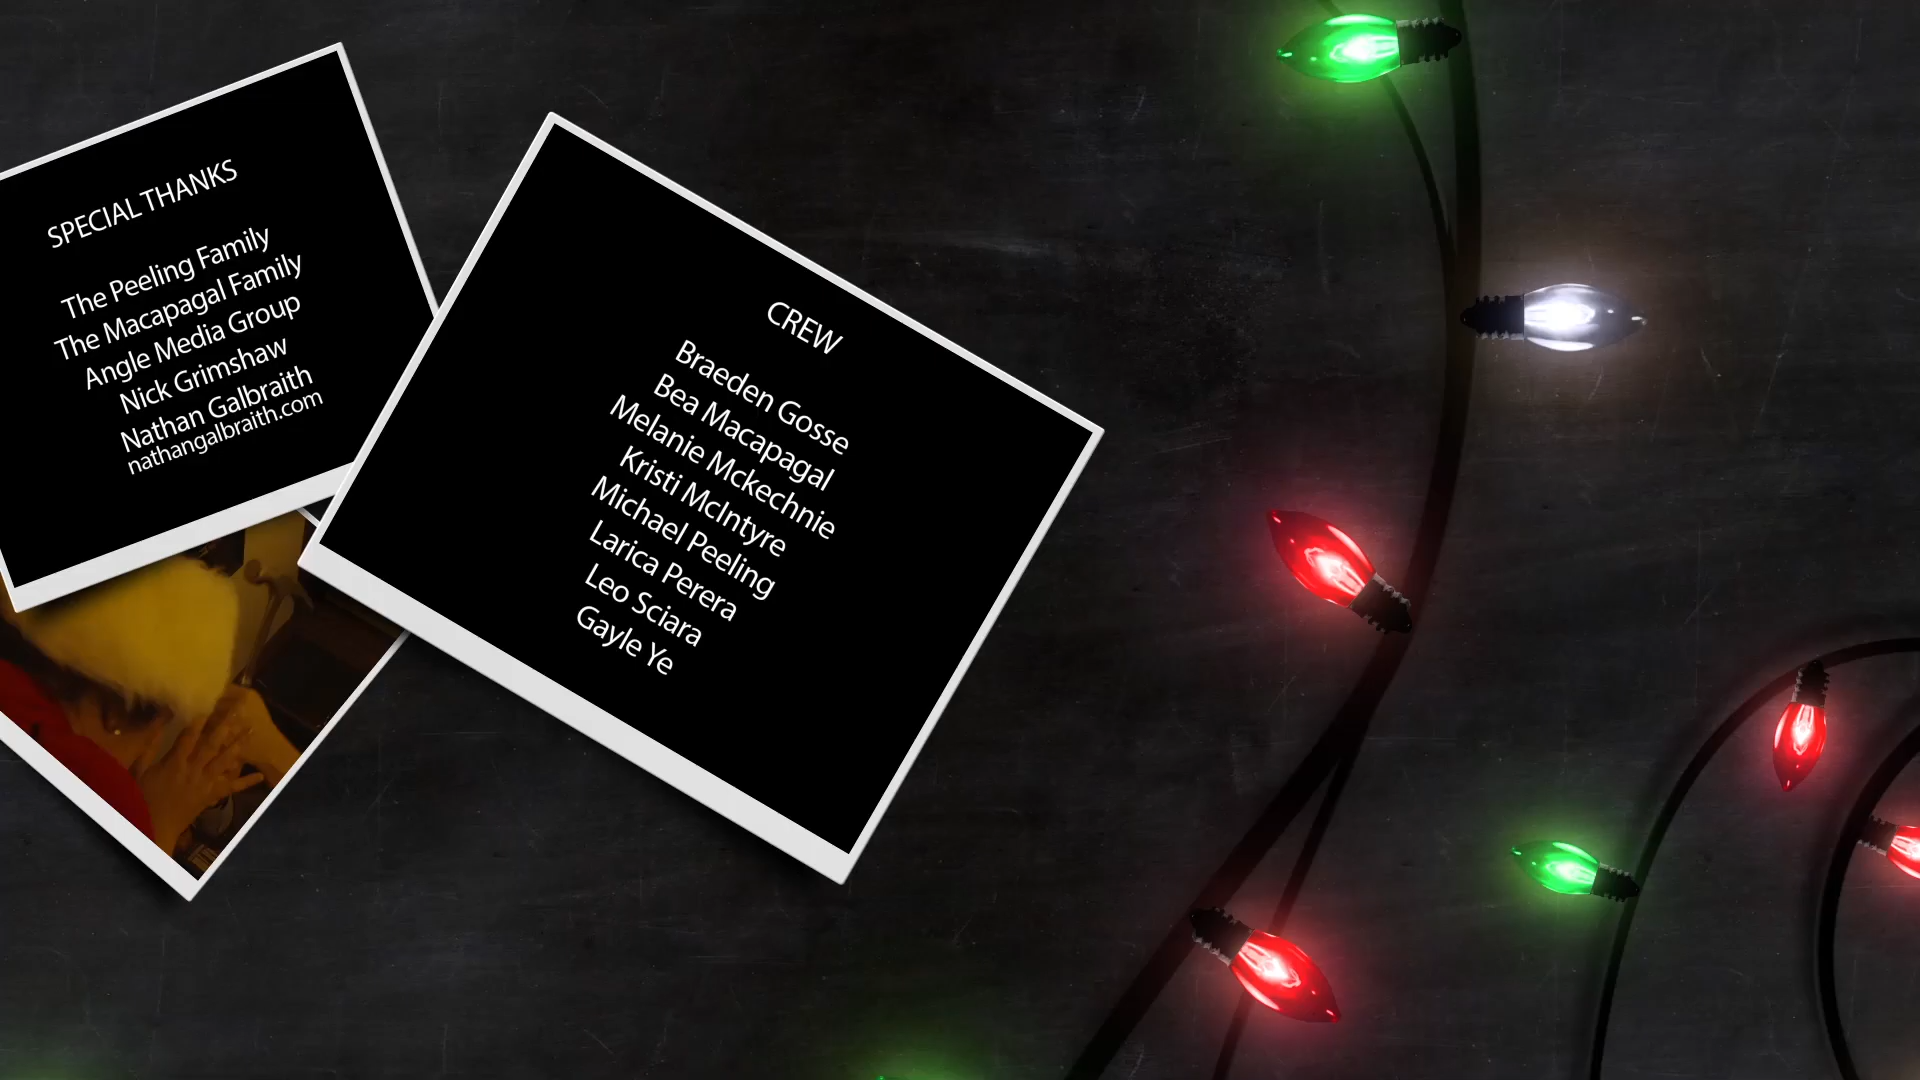 SPECIAL THANKS
The Peeling Family
The Macapagal Family
Angle Media Group
Nick Grimshaw
Nathan Galbraith
nathangalbraith.com
CREW
Braeden Gosse
Bea Macapagal
Melanie Mckechnie
Kristi McIntyre
Michael Peeling
Larica Perera
Leo Sciara
Gayle Ye